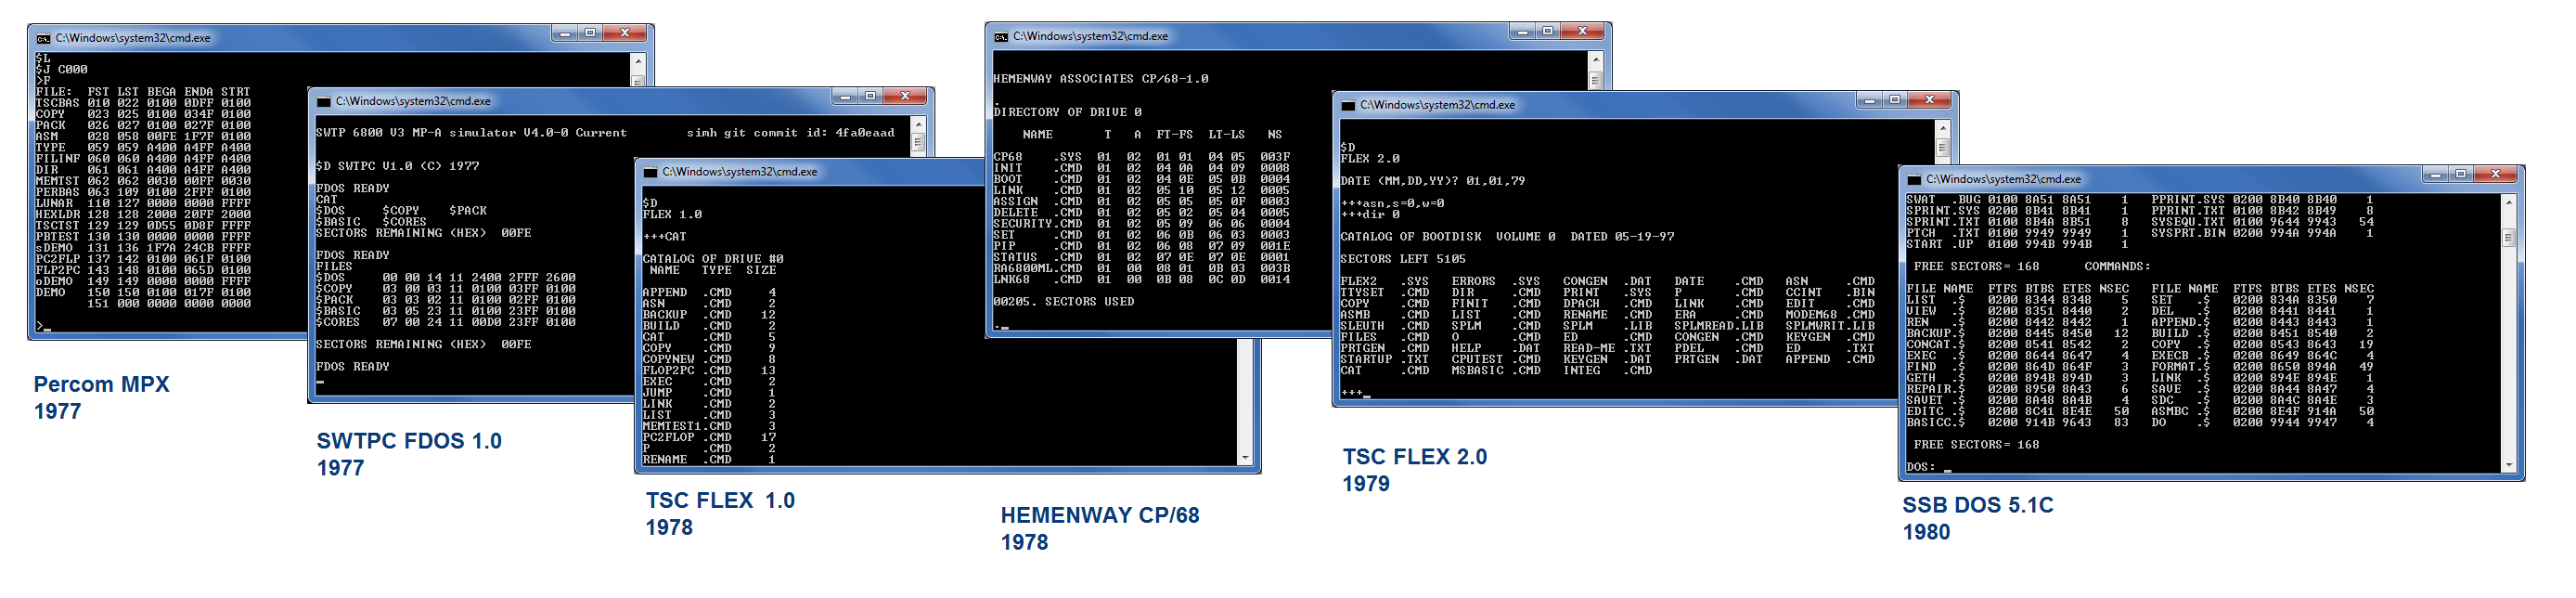 C:\Windows\system32\cmd.exe
$L
$J C000
>F
FILE:  FST LST BEGA ENDA STRT
TSCBAS 010 022 0100 0DFF 0100
COPY   023 025 0100 034F 0100
PACK   026 027 0100 027F 0100
ASM    028 058 00FE 1F7F 0100
TYPE   059 059 A400 A4FF A400
FILINF 060 060 A400 A4FF A400
DIR    061 061 A400 A4FF A400
MEMTST 062 062 0030 00FF 0030
PERBAS 063 109 0100 2FFF 0100
LUNAR  110 127 0000 0000 FFFF
HEXLDR 128 128 2000 20FF 2000
TSCTST 129 129 0D55 0D8F FFFF
PBTEST 130 130 0000 0000 FFFF
sDEMO  131 136 1F7A 24CB FFFF
PC2FLP 137 142 0100 061F 0100
FLP2PC 143 148 0100 065D 0100
oDEMO  149 149 0000 0000 FFFF
DEMO   150 150 0100 017F 0100
151 000 0000 0000 0000
>_
Percom MPX
1977
C:\Windows\system32\cmd.exe
SWTP 6800 V3 MP-A simulator V4.0-0 Current        simh git commit id: 4fa0eaad
$D SWTPC V1.0 (C) 1977
FDOS READY
CAT
$DOS     $COPY    $PACK
$BASIC   $CORES
SECTORS REMAINING (HEX)  00FE
FDOS READY
FILES
$DOS     00 00 14 11 2400 2FFF 2600
$COPY    03 00 03 11 0100 03FF 0100
$PACK    03 03 02 11 0100 02FF 0100
$BASIC   03 05 23 11 0100 23FF 0100
$CORES   07 00 24 11 00D0 23FF 0100
SECTORS REMAINING (HEX)  00FE
FDOS READY
_
SWTPC FDOS 1.0
1977
C:\Windows\system32\cmd.exe
$D
FLEX 1.0
+++CAT
CATALOG OF DRIVE #0
NAME   TYPE  SIZE
APPEND  .CMD     4
ASN     .CMD     2
BACKUP  .CMD    12
BUILD   .CMD     2
CAT     .CMD     5
COPY    .CMD     9
COPYNEW .CMD     8
FLOP2PC .CMD    13
EXEC    .CMD     2
JUMP    .CMD     1
LINK    .CMD     2
LIST    .CMD     3
MEMTEST1.CMD     3
PC2FLOP .CMD    17
P       .CMD     2
RENAME  .CMD     1
TSC FLEX  1.0
1978
C:\Windows\system32\cmd.exe
HEMENWAY ASSOCIATES CP/68-1.0
.
DIRECTORY OF DRIVE 0
NAME       T   A  FT-FS  LT-LS   NS
CP68    .SYS  01  02  01 01  04 05  003F
INIT    .CMD  01  02  04 0A  04 09  0008
BOOT    .CMD  01  02  04 0E  05 0B  0004
LINK    .CMD  01  02  05 10  05 12  0005
ASSIGN  .CMD  01  02  05 05  05 0F  0003
DELETE  .CMD  01  02  05 02  05 04  0005
SECURITY.CMD  01  02  05 09  06 06  0004
SET     .CMD  01  02  06 0B  06 03  0003
PIP     .CMD  01  02  06 08  07 09  001E
STATUS  .CMD  01  02  07 0E  07 0E  0001
RA6800ML.CMD  01  00  08 01  0B 03  003B
LNK68   .CMD  01  00  0B 08  0C 0D  0014
00205. SECTORS USED
._
HEMENWAY CP/68
1978
C:\Windows\system32\cmd.exe
$D
FLEX 2.0
DATE (MM,DD,YY)? 01,01,79
+++asn,s=0,w=0
+++dir 0
CATALOG OF BOOTDISK  VOLUME 0  DATED 05-19-97
SECTORS LEFT 5105
FLEX2   .SYS   ERRORS  .SYS   CONGEN  .DAT   DATE    .CMD   ASN     .CMD
TTYSET  .CMD   DIR     .CMD   PRINT   .SYS   P       .CMD   CCINT   .BIN
COPY    .CMD   FINIT   .CMD   DPACH   .CMD   LINK    .CMD   EDIT    .CMD
ASMB    .CMD   LIST    .CMD   RENAME  .CMD   ERA     .CMD   MODEM68 .CMD
SLEUTH  .CMD   SPLM    .CMD   SPLM    .LIB   SPLMREAD.LIB   SPLMWRIT.LIB
FILES   .CMD   O       .CMD   ED      .CMD   CONGEN  .CMD   KEYGEN  .CMD
PRTGEN  .CMD   HELP    .DAT   READ-ME .TXT   PDEL    .CMD   ED      .TXT
STARTUP .TXT   CPUTEST .CMD   KEYGEN  .DAT   PRTGEN  .DAT   APPEND  .CMD
CAT     .CMD   MSBASIC .CMD   INTEG   .CMD
+++_
TSC FLEX 2.0
1979
C:\Windows\system32\cmd.exe
SWAT  .BUG 0100 8A51 8A51    1   PPRINT.SYS 0200 8B40 8B40    1
SPRINT.SYS 0200 8B41 8B41    1   PPRINT.TXT 0100 8B42 8B49    8
SPRINT.TXT 0100 8B4A 8B51    8   SYSEQU.TXT 0100 9644 9943   54
PTCH  .TXT 0100 9949 9949    1   SYSPRT.BIN 0200 994A 994A    1
START .UP  0100 994B 994B    1
FREE SECTORS= 168       COMMANDS:
FILE NAME  FTFS BTBS ETES NSEC   FILE NAME  FTFS BTBS ETES NSEC
LIST  .$   0200 8344 8348    5   SET   .$   0200 834A 8350    7
VIEW  .$   0200 8351 8440    2   DEL   .$   0200 8441 8441    1
REN   .$   0200 8442 8442    1   APPEND.$   0200 8443 8443    1
BACKUP.$   0200 8445 8450   12   BUILD .$   0200 8451 8540    2
CONCAT.$   0200 8541 8542    2   COPY  .$   0200 8543 8643   19
EXEC  .$   0200 8644 8647    4   EXECB .$   0200 8649 864C    4
FIND  .$   0200 864D 864F    3   FORMAT.$   0200 8650 894A   49
GETH  .$   0200 894B 894D    3   LINK  .$   0200 894E 894E    1
REPAIR.$   0200 8950 8A43    6   SAVE  .$   0200 8A44 8A47    4
SAVET .$   0200 8A48 8A4B    4   SDC   .$   0200 8A4C 8A4E    3
EDITC .$   0200 8C41 8E4E   50   ASMBC .$   0200 8E4F 914A   50
BASICC.$   0200 914B 9643   83   DO    .$   0200 9944 9947    4
FREE SECTORS= 168
DOS: _
SSB DOS 5.1C
1980